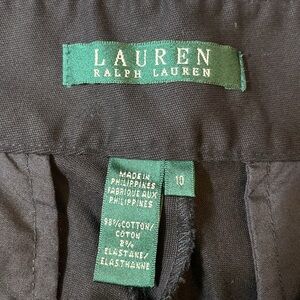 LAUREN
RALPH LAUREN
MADE IN
PHILIPPINES
FABRIQUE AUX
PHILIPPINES
10
98%COTTON/
COTON
2%
ELASTANE/
ELASTHANNE